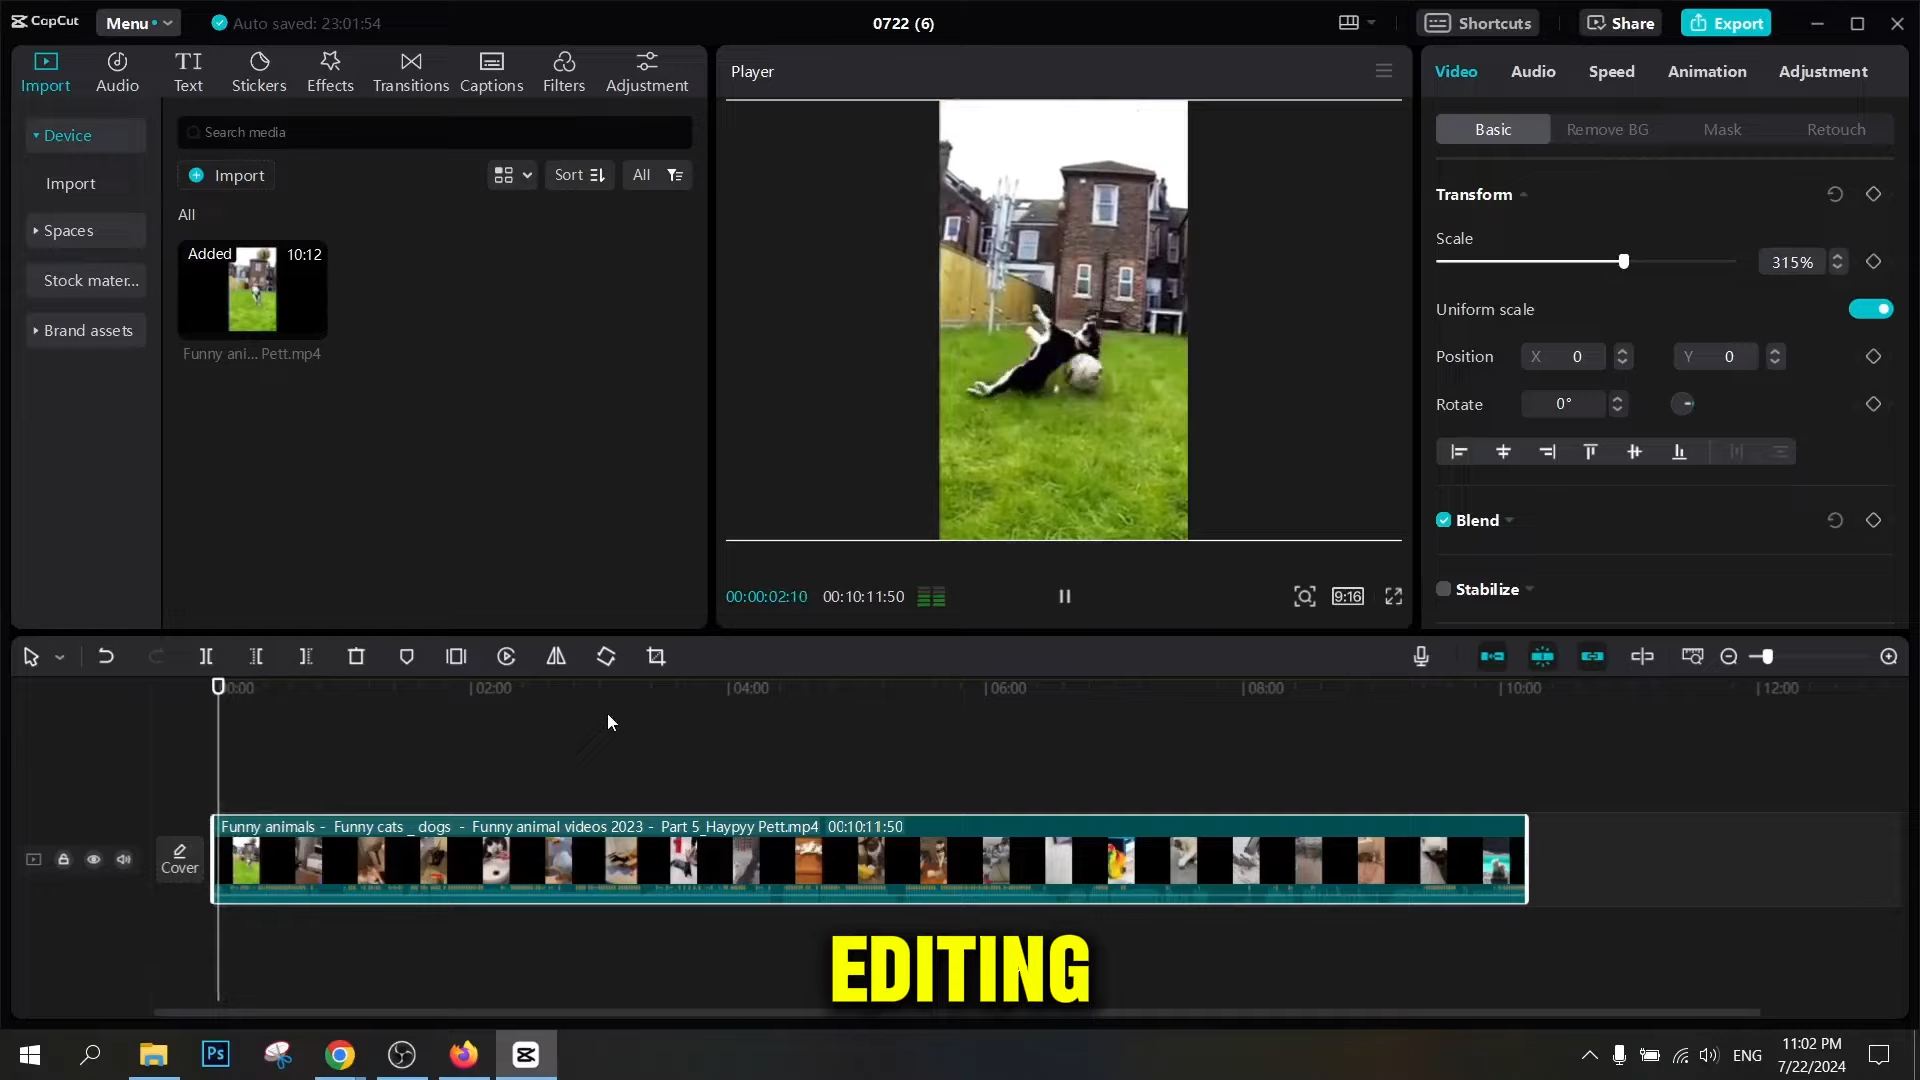 CapCut
Menu
Auto saved: 23:01:54
0722 (6)
Shortcuts
Share
Export
Import
Audio
Text
Stickers
Effects
Transitions
Captions
Filters
Adjustment
Device
Import
Spaces
Stock mater...
Brand assets
Search media
Import
Sort
All
All
Added
10:12
Funny ani... Pett.mp4
Player
00:00:02:10
00:10:11:50
9:16
Video
Audio
Speed
Animation
Adjustment
Basic
Remove BG
Mask
Retouch
Transform
Scale
315%
Uniform scale
Position
X 0
Y 0
Rotate
0°
Blend
Stabilize
00:00
02:00
04:00
06:00
08:00
10:00
12:00
Funny animals - Funny cats _ dogs - Funny animal videos 2023 - Part 5_Haypyy Pett.mp4 00:10:11:50
Cover
EDITING
Ps
ENG
11:02 PM
7/22/2024